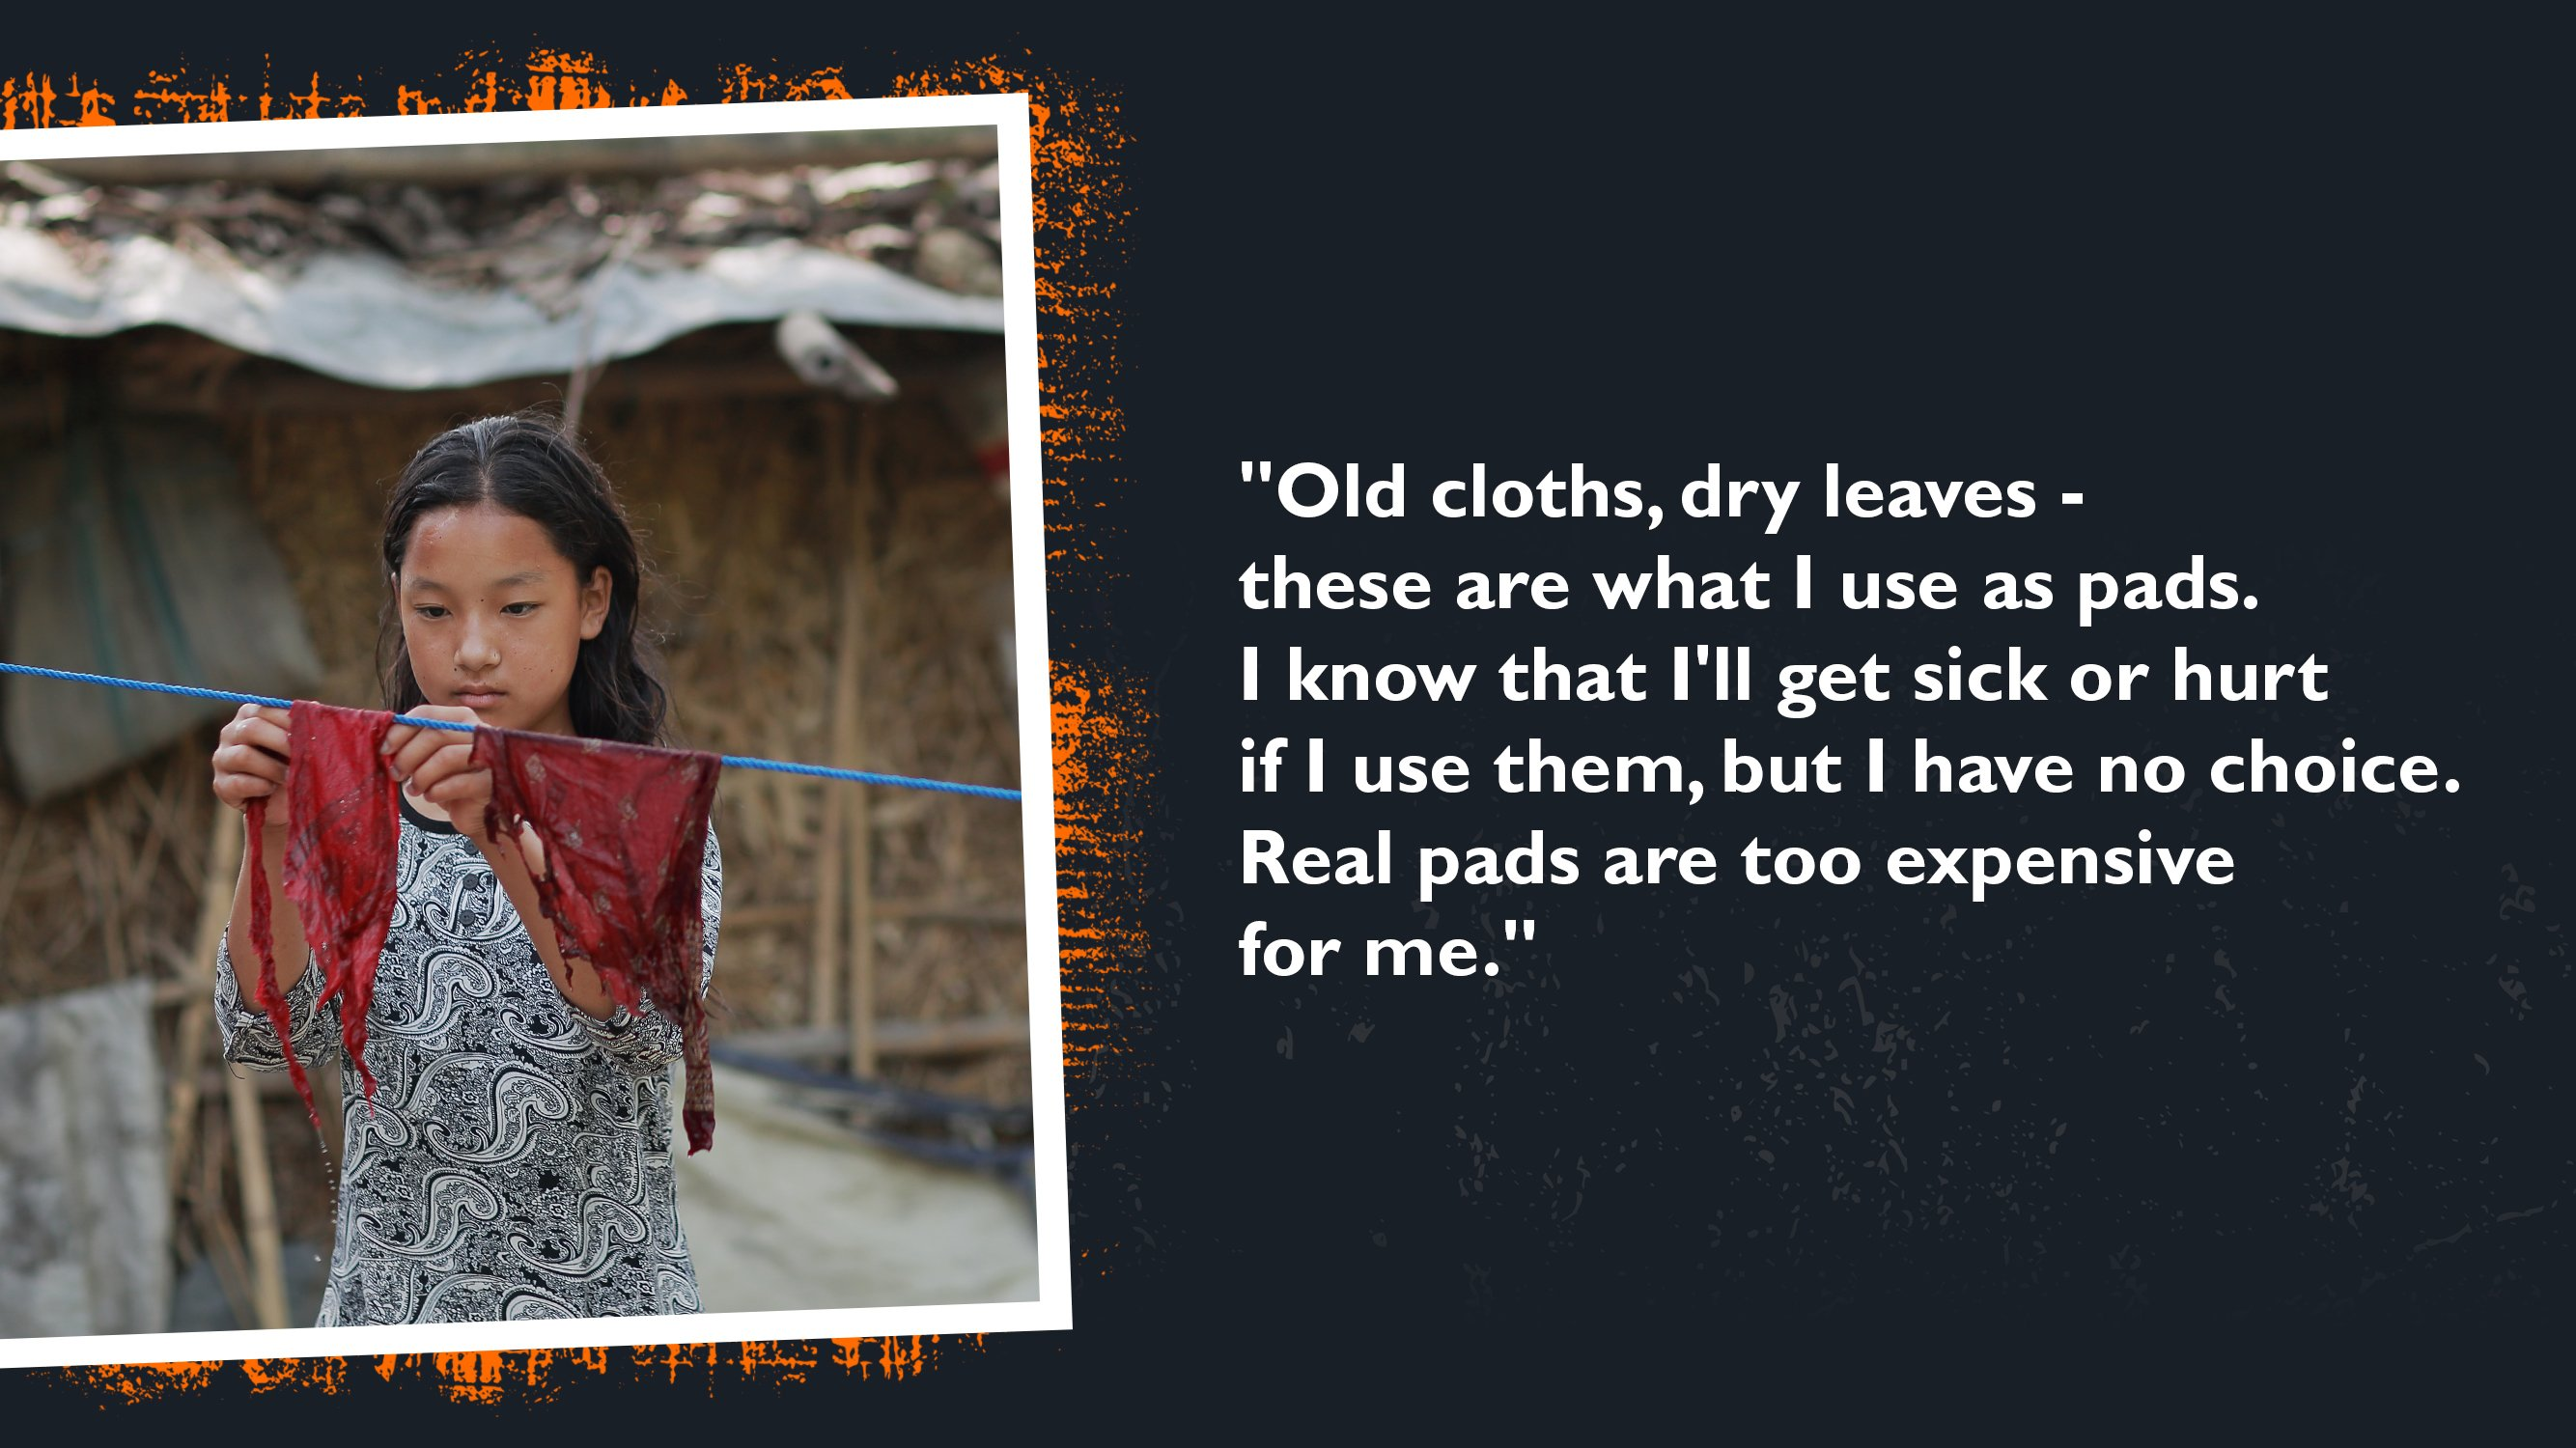 "Old cloths, dry leaves -
these are what I use as pads.
I know that I'll get sick or hurt
if I use them, but I have no choice.
Real pads are too expensive
for me."